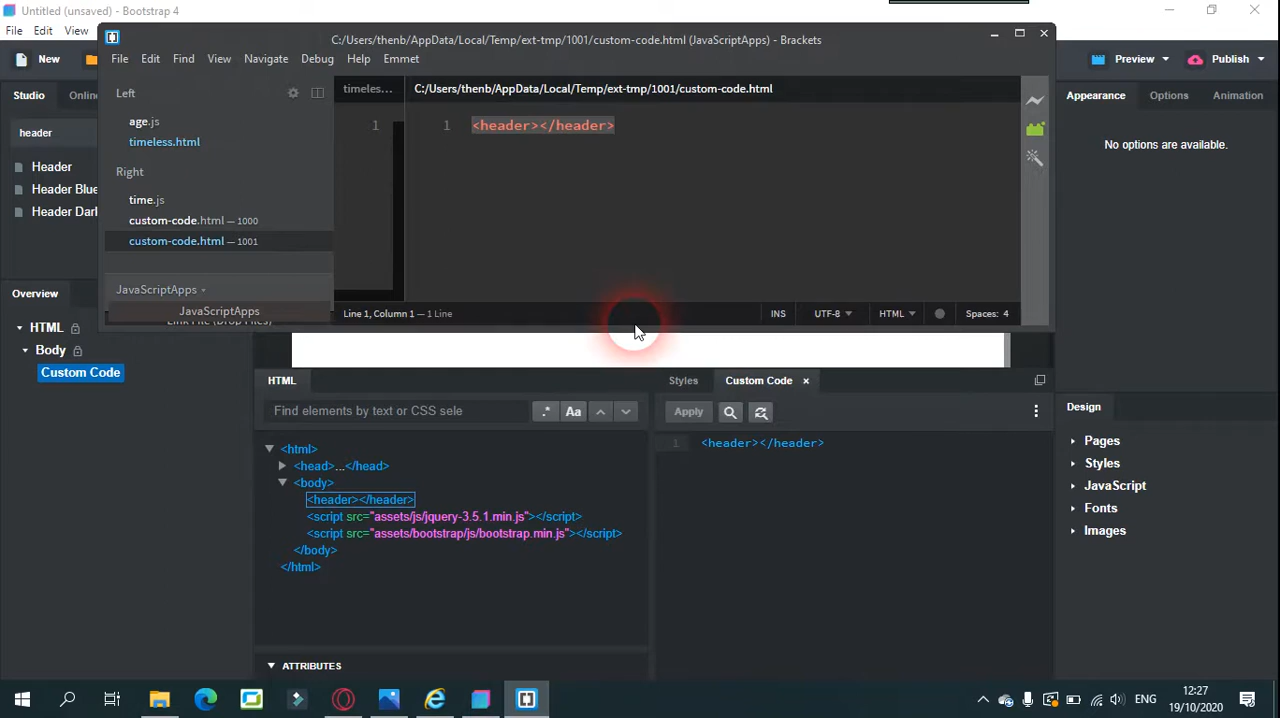 Untitled (unsaved) - Bootstrap 4
File Edit View
New
Preview
Publish
Studio
Online
header
Header
Header Blue
Header Dark
Overview
HTML
Body
Custom Code
C:/Users/thenb/AppData/Local/Temp/ext-tmp/1001/custom-code.html (JavaScriptApps) - Brackets
File Edit Find View Navigate Debug Help Emmet
Left
age.js
timeless.html
Right
time.js
custom-code.html — 1000
custom-code.html — 1001
JavaScriptApps
JavaScriptApps
Link File (Drop Files)
timeless...
1
C:/Users/thenb/AppData/Local/Temp/ext-tmp/1001/custom-code.html
1 <header></header>
Line 1, Column 1 — 1 Line
INS UTF-8 HTML Spaces: 4
HTML
Find elements by text or CSS sele
.* Aa
<html>
<head>...</head>
<body>
<header></header>
<script src="assets/js/jquery-3.5.1.min.js"></script>
<script src="assets/bootstrap/js/bootstrap.min.js"></script>
</body>
</html>
ATTRIBUTES
Styles Custom Code x
Apply
1 <header></header>
Appearance Options Animation
No options are available.
Design
Pages
Styles
JavaScript
Fonts
Images
ENG
12:27
19/10/2020